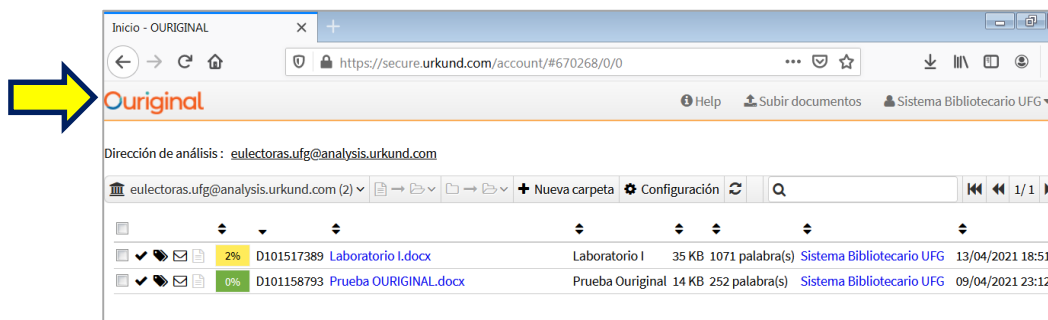 Inicio - OURIGINAL
https://secure.urkund.com/account/#670268/0/0
Ouriginal Help Subir documentos Sistema Bibliotecario UFG
Dirección de análisis : eulectoras.ufg@analysis.urkund.com
eulectoras.ufg@analysis.urkund.com (2) Nueva carpeta Configuración 1/1
2% D101517389 Laboratorio I.docx Laboratorio I 35 KB 1071 palabra(s) Sistema Bibliotecario UFG 13/04/2021 18:51
0% D101158793 Prueba OURIGINAL.docx Prueba Ouriginal 14 KB 252 palabra(s) Sistema Bibliotecario UFG 09/04/2021 23:12